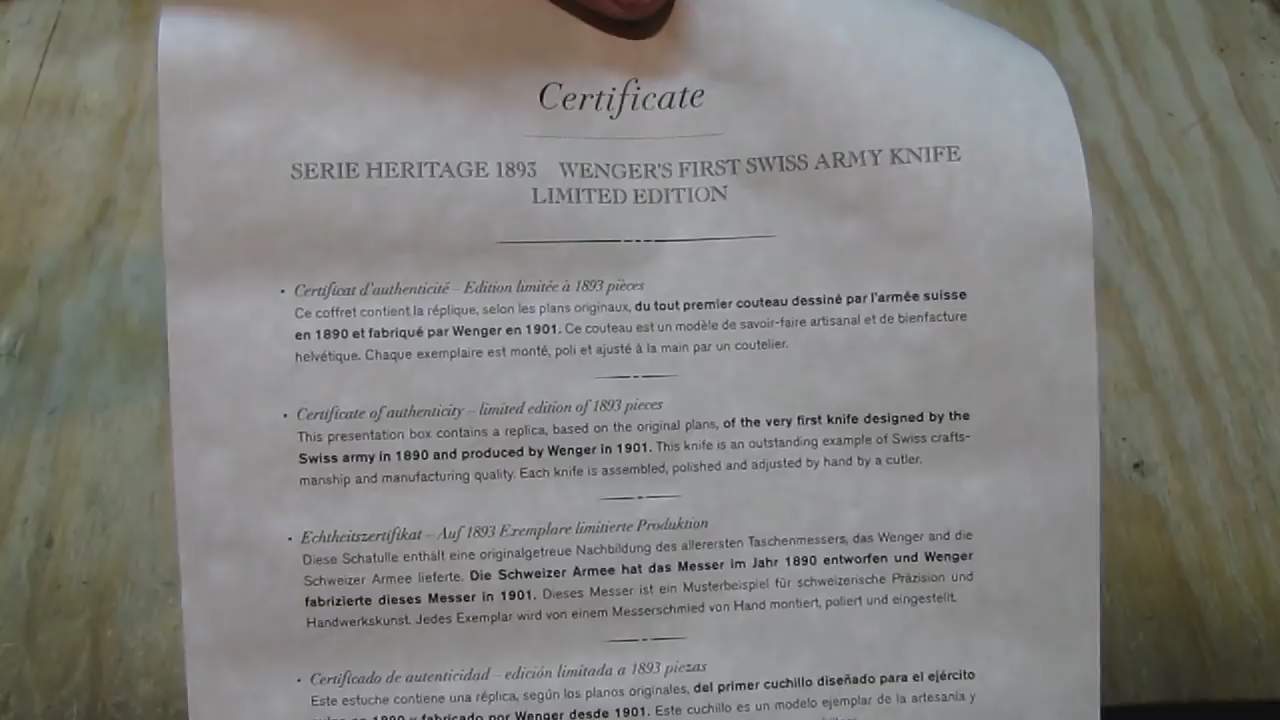 Certificate
SERIE HERITAGE 1893 WENGER'S FIRST SWISS ARMY KNIFE
LIMITED EDITION
• Certificat d'authenticité – Edition limitée à 1893 pièces
Ce coffret contient la réplique, selon les plans originaux, du tout premier couteau dessiné par l'armée suisse
en 1890 et fabriqué par Wenger en 1901. Ce couteau est un modèle de savoir-faire artisanal et de bienfacture
helvétique. Chaque exemplaire est monté, poli et ajusté à la main par un coutelier.
• Certificate of authenticity – limited edition of 1893 pieces
This presentation box contains a replica, based on the original plans, of the very first knife designed by the
Swiss army in 1890 and produced by Wenger in 1901. This knife is an outstanding example of Swiss crafts-
manship and manufacturing quality. Each knife is assembled, polished and adjusted by hand by a cutler.
• Echtheitszertifikat – Auf 1893 Exemplare limitierte Produktion
Diese Schatulle enthält eine originalgetreue Nachbildung des allerersten Taschenmessers, das Wenger and die
Schweizer Armee lieferte. Die Schweizer Armee hat das Messer im Jahr 1890 entworfen und Wenger
fabrizierte dieses Messer in 1901. Dieses Messer ist ein Musterbeispiel für schweizerische Präzision und
Handwerkskunst. Jedes Exemplar wird von einem Messerschmied von Hand montiert, poliert und eingestellt.
• Certificado de autenticidad – edición limitada a 1893 piezas
Este estuche contiene una réplica, según los planos originales, del primer cuchillo diseñado para el ejército
1890 y fabricado por Wenger desde 1901. Este cuchillo es un modelo ejemplar de la artesanía y